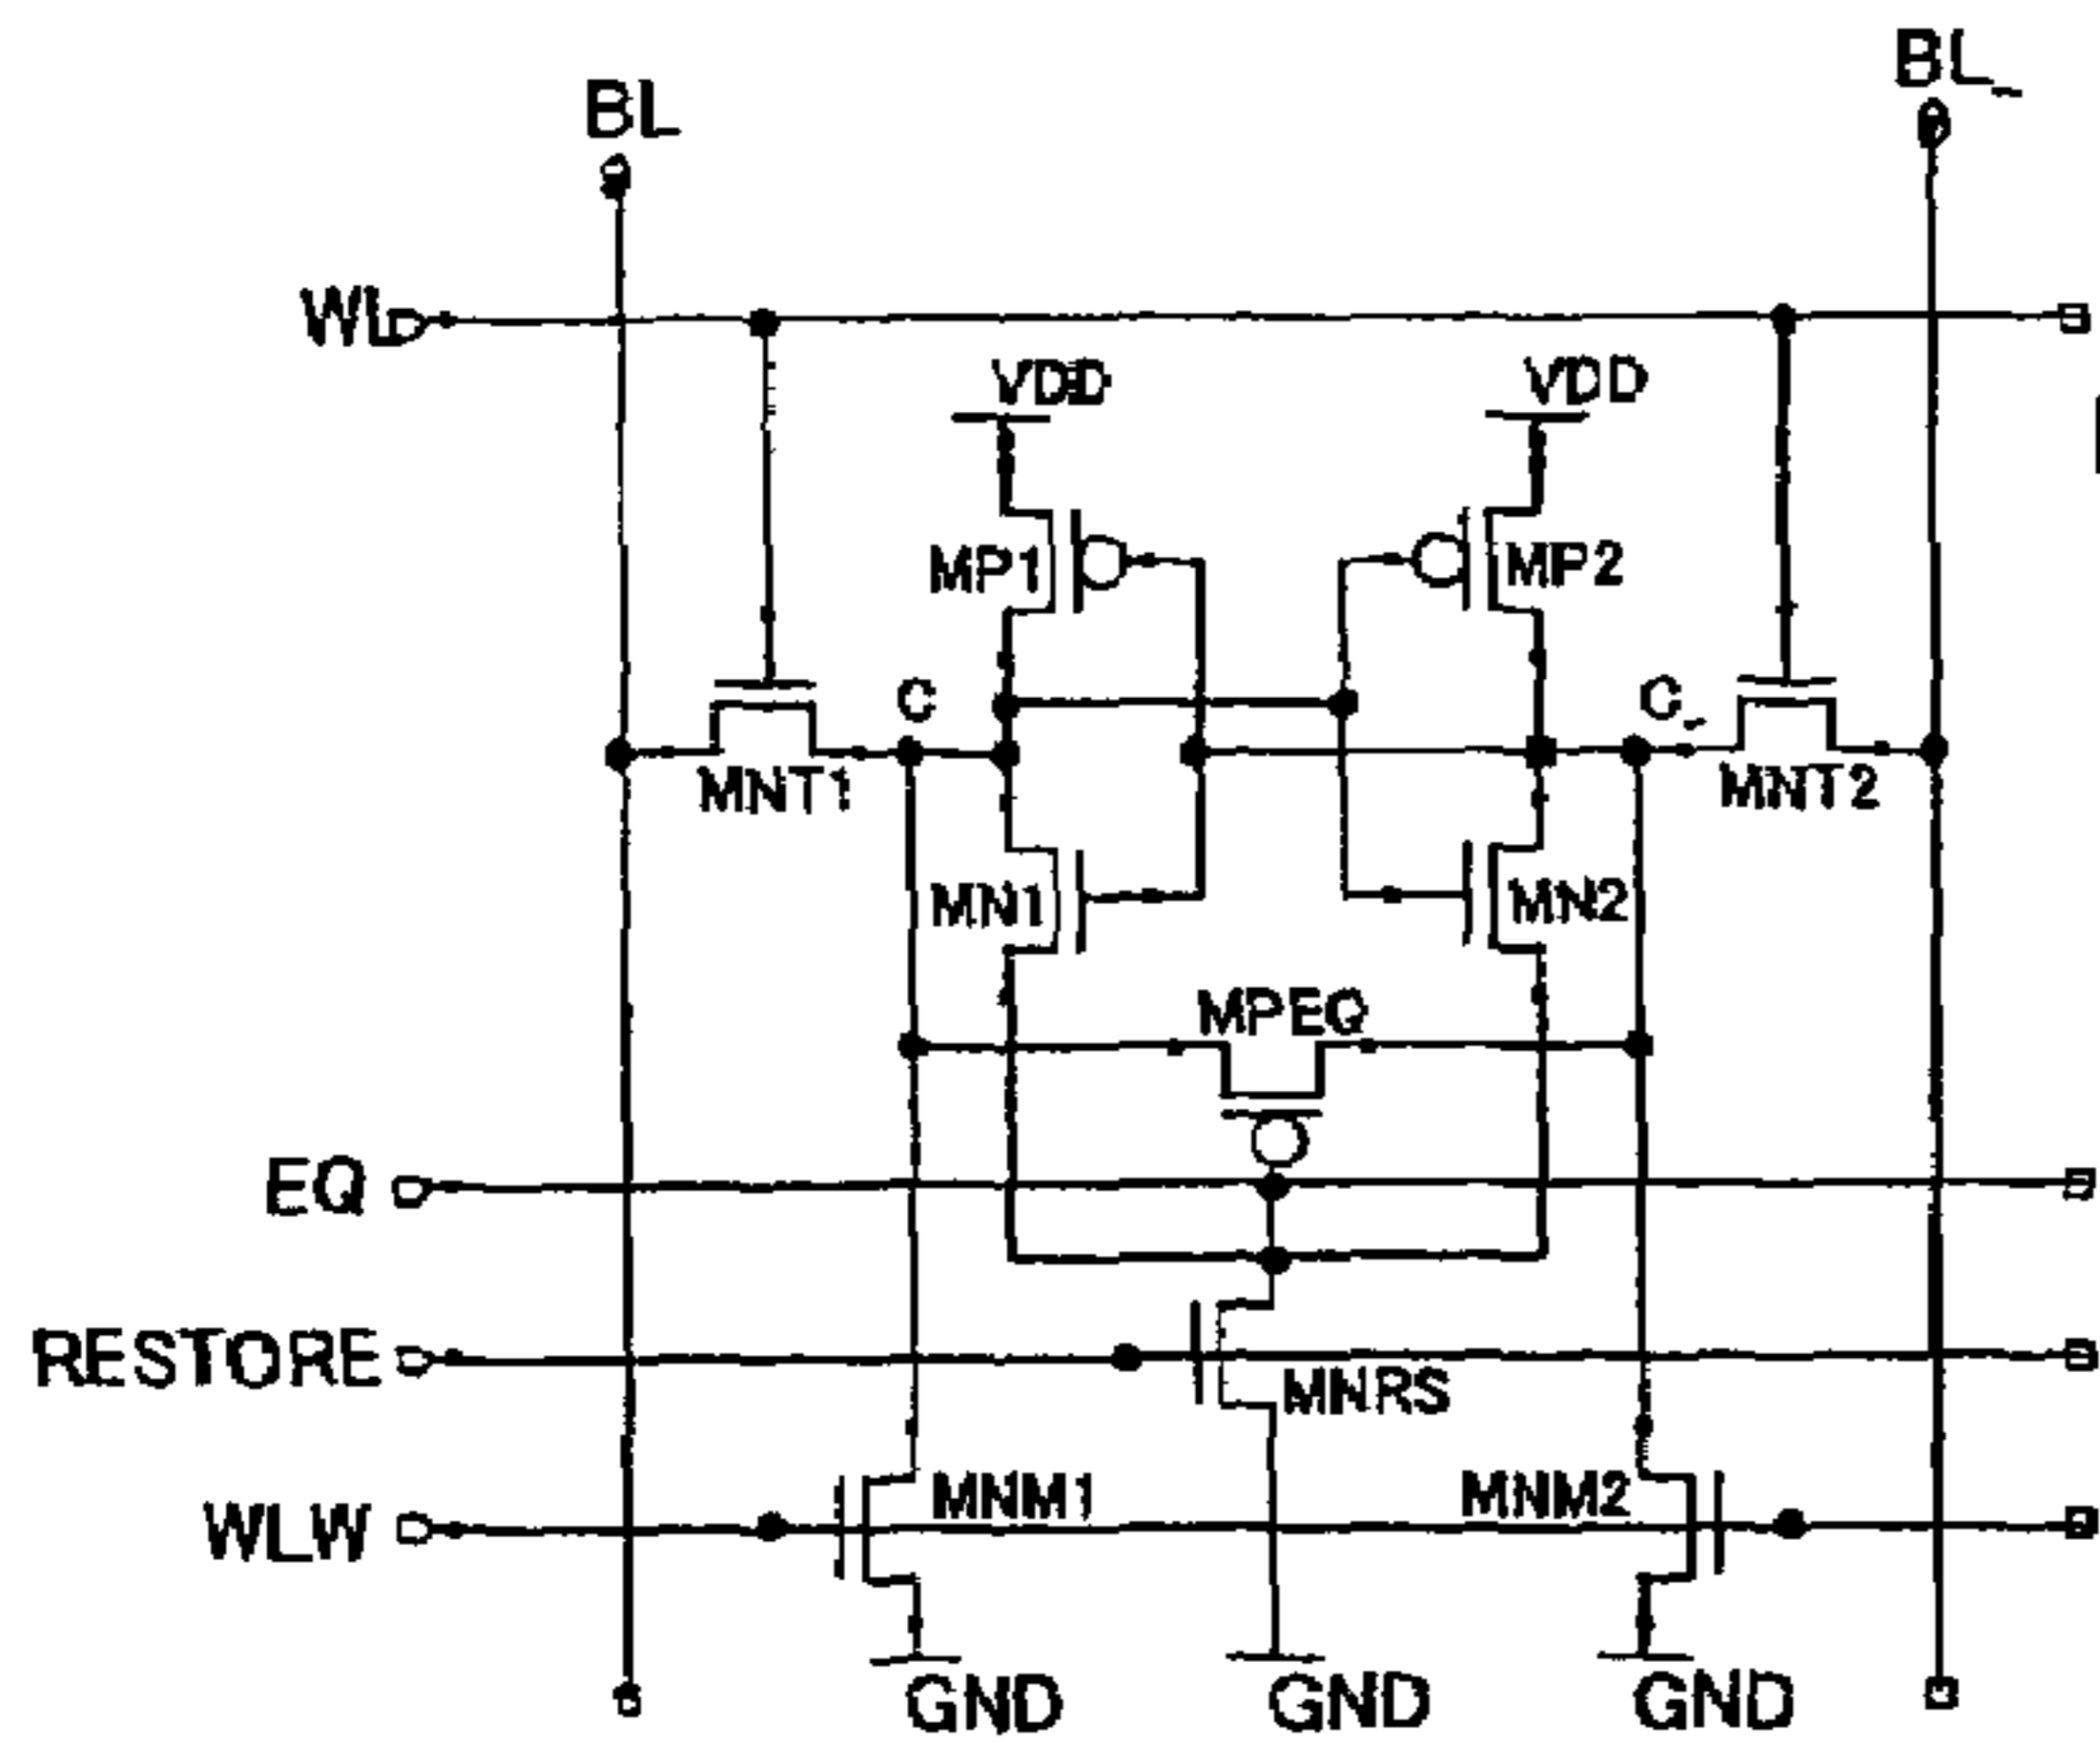 BL
BL_
WL
VDD
VDD
MP1
MP2
C
C_
MNT1
MNT2
MN1
MN2
MPEQ
EQ
RESTORE
MNRS
WLW
MNM1
MNM2
GND
GND
GND